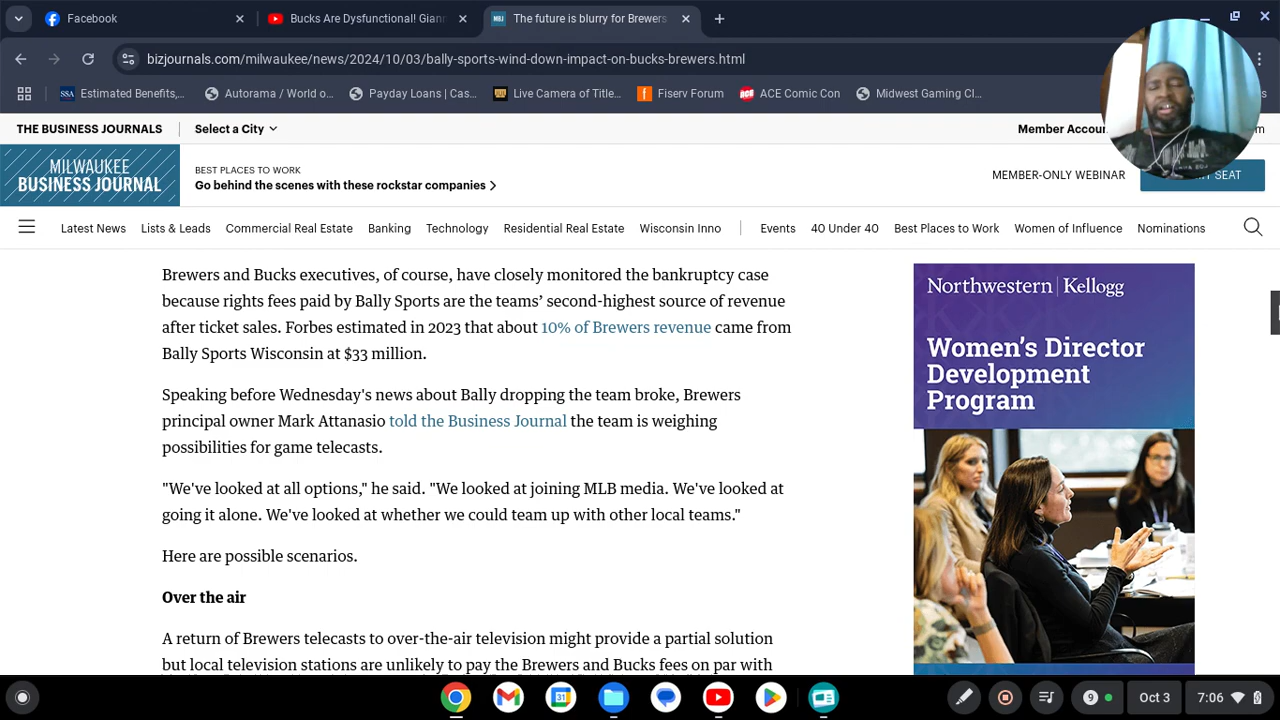 Facebook
Bucks Are Dysfunctional! Giann
The future is blurry for Brewers
bizjournals.com/milwaukee/news/2024/10/03/bally-sports-wind-down-impact-on-bucks-brewers.html
Estimated Benefits,...
Autorama / World o...
Payday Loans | Cas...
Live Camera of Title...
Fiserv Forum
ACE Comic Con
Midwest Gaming Cl...
THE BUSINESS JOURNALS
Select a City
Member Accou
MILWAUKEE
BUSINESS JOURNAL
BEST PLACES TO WORK
Go behind the scenes with these rockstar companies
MEMBER-ONLY WEBINAR
SEAT
Latest News
Lists & Leads
Commercial Real Estate
Banking
Technology
Residential Real Estate
Wisconsin Inno
Events
40 Under 40
Best Places to Work
Women of Influence
Nominations
Brewers and Bucks executives, of course, have closely monitored the bankruptcy case
because rights fees paid by Bally Sports are the teams’ second-highest source of revenue
after ticket sales. Forbes estimated in 2023 that about 10% of Brewers revenue came from
Bally Sports Wisconsin at $33 million.
Speaking before Wednesday's news about Bally dropping the team broke, Brewers
principal owner Mark Attanasio told the Business Journal the team is weighing
possibilities for game telecasts.
"We've looked at all options," he said. "We looked at joining MLB media. We've looked at
going it alone. We've looked at whether we could team up with other local teams."
Here are possible scenarios.
Over the air
A return of Brewers telecasts to over-the-air television might provide a partial solution
but local television stations are unlikely to pay the Brewers and Bucks fees on par with
Northwestern | Kellogg
Women's Director
Development
Program
31
9
Oct 3
7:06